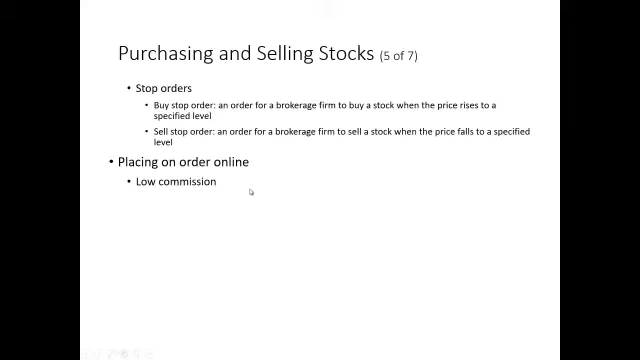 Purchasing and Selling Stocks (5 of 7)
• Stop orders
• Buy stop order: an order for a brokerage firm to buy a stock when the price rises to a
specified level
• Sell stop order: an order for a brokerage firm to sell a stock when the price falls to a specified
level
• Placing on order online
• Low commission